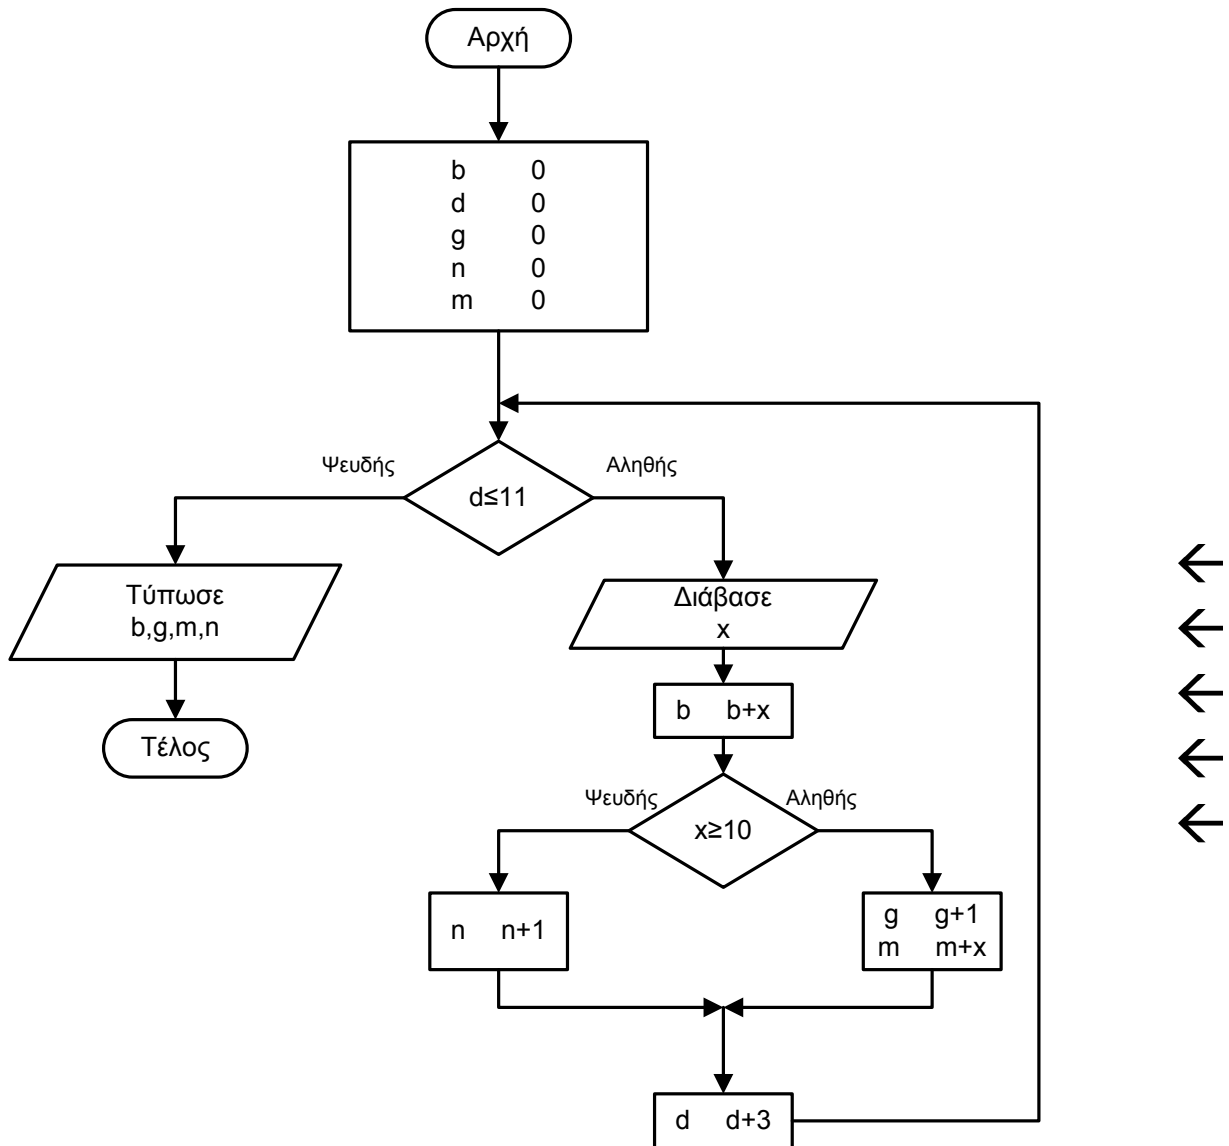 Αρχή
b 0
d 0
g 0
n 0
m 0
Ψευδής
Αληθής
d≤11
Τύπωσε
b,g,m,n
Τέλος
Διάβασε
x
b b+x
Ψευδής
Αληθής
x≥10
n n+1
g g+1
m m+x
d d+3
←
←
←
←
←